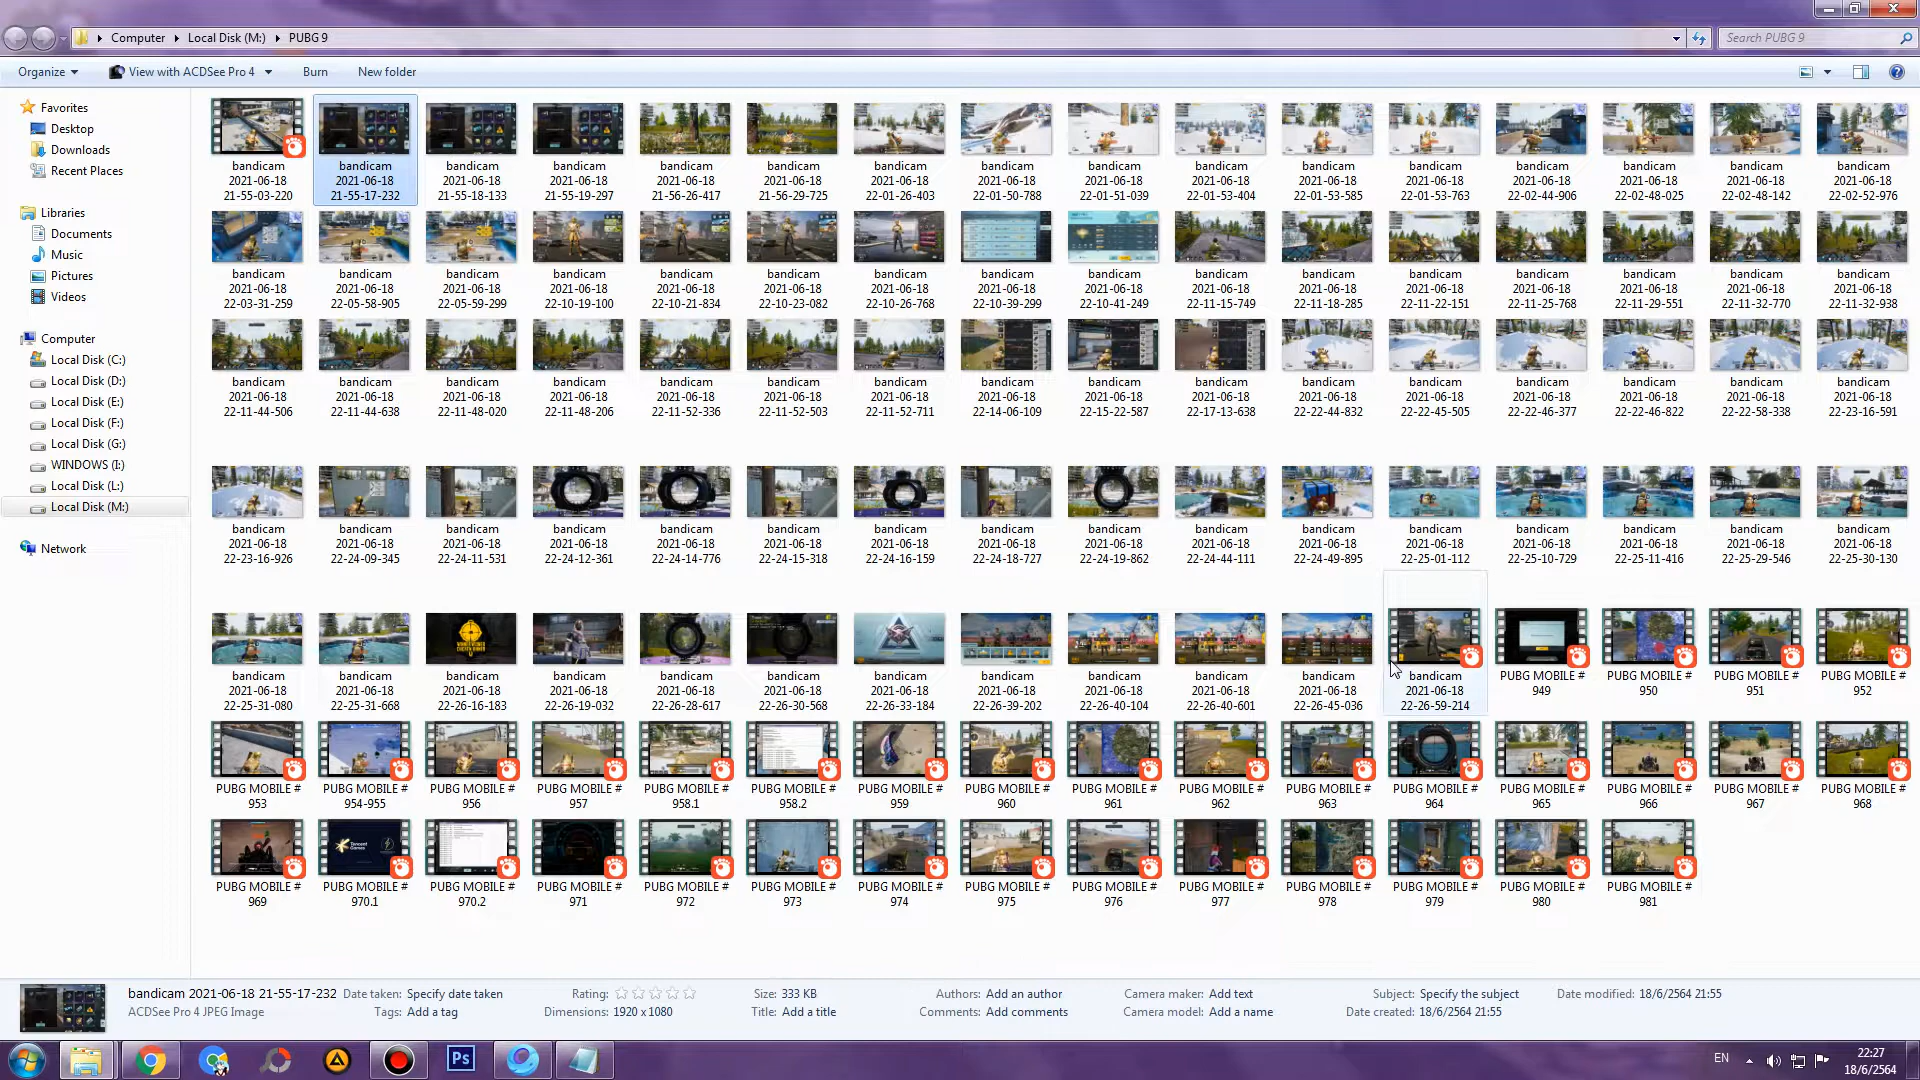 Computer ▸ Local Disk (M:) ▸ PUBG 9
Search PUBG 9
Organize ▾ View with ACDSee Pro 4 ▾ Burn New folder
Favorites
Desktop
Downloads
Recent Places
Libraries
Documents
Music
Pictures
Videos
Computer
Local Disk (C:)
Local Disk (D:)
Local Disk (E:)
Local Disk (F:)
Local Disk (G:)
WINDOWS (I:)
Local Disk (L:)
Local Disk (M:)
Network
bandicam bandicam bandicam bandicam bandicam bandicam bandicam bandicam bandicam bandicam bandicam bandicam bandicam bandicam bandicam bandicam
2021-06-18 2021-06-18 2021-06-18 2021-06-18 2021-06-18 2021-06-18 2021-06-18 2021-06-18 2021-06-18 2021-06-18 2021-06-18 2021-06-18 2021-06-18 2021-06-18 2021-06-18 2021-06-18
21-55-03-220 21-55-17-232 21-55-18-133 21-55-19-297 21-56-26-417 21-56-29-725 22-01-26-403 22-01-50-788 22-01-51-039 22-01-53-404 22-01-53-585 22-01-53-763 22-02-44-906 22-02-48-025 22-02-48-142 22-02-52-976
bandicam bandicam bandicam bandicam bandicam bandicam bandicam bandicam bandicam bandicam bandicam bandicam bandicam bandicam bandicam bandicam
2021-06-18 2021-06-18 2021-06-18 2021-06-18 2021-06-18 2021-06-18 2021-06-18 2021-06-18 2021-06-18 2021-06-18 2021-06-18 2021-06-18 2021-06-18 2021-06-18 2021-06-18 2021-06-18
22-03-31-259 22-05-58-905 22-05-59-299 22-10-19-100 22-10-21-834 22-10-23-082 22-10-26-768 22-10-39-299 22-10-41-249 22-11-15-749 22-11-18-285 22-11-22-151 22-11-25-768 22-11-29-551 22-11-32-770 22-11-32-938
bandicam bandicam bandicam bandicam bandicam bandicam bandicam bandicam bandicam bandicam bandicam bandicam bandicam bandicam bandicam bandicam
2021-06-18 2021-06-18 2021-06-18 2021-06-18 2021-06-18 2021-06-18 2021-06-18 2021-06-18 2021-06-18 2021-06-18 2021-06-18 2021-06-18 2021-06-18 2021-06-18 2021-06-18 2021-06-18
22-11-44-506 22-11-44-638 22-11-48-020 22-11-48-206 22-11-52-336 22-11-52-503 22-11-52-711 22-14-06-109 22-15-22-587 22-17-13-638 22-22-44-832 22-22-45-505 22-22-46-377 22-22-46-822 22-22-58-338 22-23-16-591
bandicam bandicam bandicam bandicam bandicam bandicam bandicam bandicam bandicam bandicam bandicam bandicam bandicam bandicam bandicam bandicam
2021-06-18 2021-06-18 2021-06-18 2021-06-18 2021-06-18 2021-06-18 2021-06-18 2021-06-18 2021-06-18 2021-06-18 2021-06-18 2021-06-18 2021-06-18 2021-06-18 2021-06-18 2021-06-18
22-23-16-926 22-24-09-345 22-24-11-531 22-24-12-361 22-24-14-776 22-24-15-318 22-24-16-159 22-24-18-727 22-24-19-862 22-24-44-111 22-24-49-895 22-25-01-112 22-25-10-729 22-25-11-416 22-25-29-546 22-25-30-130
bandicam bandicam bandicam bandicam bandicam bandicam bandicam bandicam bandicam bandicam bandicam bandicam PUBG MOBILE # PUBG MOBILE # PUBG MOBILE # PUBG MOBILE #
2021-06-18 2021-06-18 2021-06-18 2021-06-18 2021-06-18 2021-06-18 2021-06-18 2021-06-18 2021-06-18 2021-06-18 2021-06-18 2021-06-18 949 950 951 952
22-25-31-080 22-25-31-668 22-26-16-183 22-26-19-032 22-26-28-617 22-26-30-568 22-26-33-184 22-26-39-202 22-26-40-104 22-26-40-601 22-26-45-036 22-26-59-214
PUBG MOBILE # PUBG MOBILE # PUBG MOBILE # PUBG MOBILE # PUBG MOBILE # PUBG MOBILE # PUBG MOBILE # PUBG MOBILE # PUBG MOBILE # PUBG MOBILE # PUBG MOBILE # PUBG MOBILE # PUBG MOBILE # PUBG MOBILE # PUBG MOBILE # PUBG MOBILE #
953 954-955 956 957 958.1 958.2 959 960 961 962 963 964 965 966 967 968
Tencent Games
PUBG MOBILE # PUBG MOBILE # PUBG MOBILE # PUBG MOBILE # PUBG MOBILE # PUBG MOBILE # PUBG MOBILE # PUBG MOBILE # PUBG MOBILE # PUBG MOBILE # PUBG MOBILE # PUBG MOBILE # PUBG MOBILE # PUBG MOBILE #
969 970.1 970.2 971 972 973 974 975 976 977 978 979 980 981
bandicam 2021-06-18 21-55-17-232 Date taken: Specify date taken Rating: Size: 333 KB Authors: Add an author Camera maker: Add text Subject: Specify the subject Date modified: 18/6/2564 21:55
ACDSee Pro 4 JPEG Image Tags: Add a tag Dimensions: 1920 x 1080 Title: Add a title Comments: Add comments Camera model: Add a name Date created: 18/6/2564 21:55
Ps
EN
22:27
18/6/2564